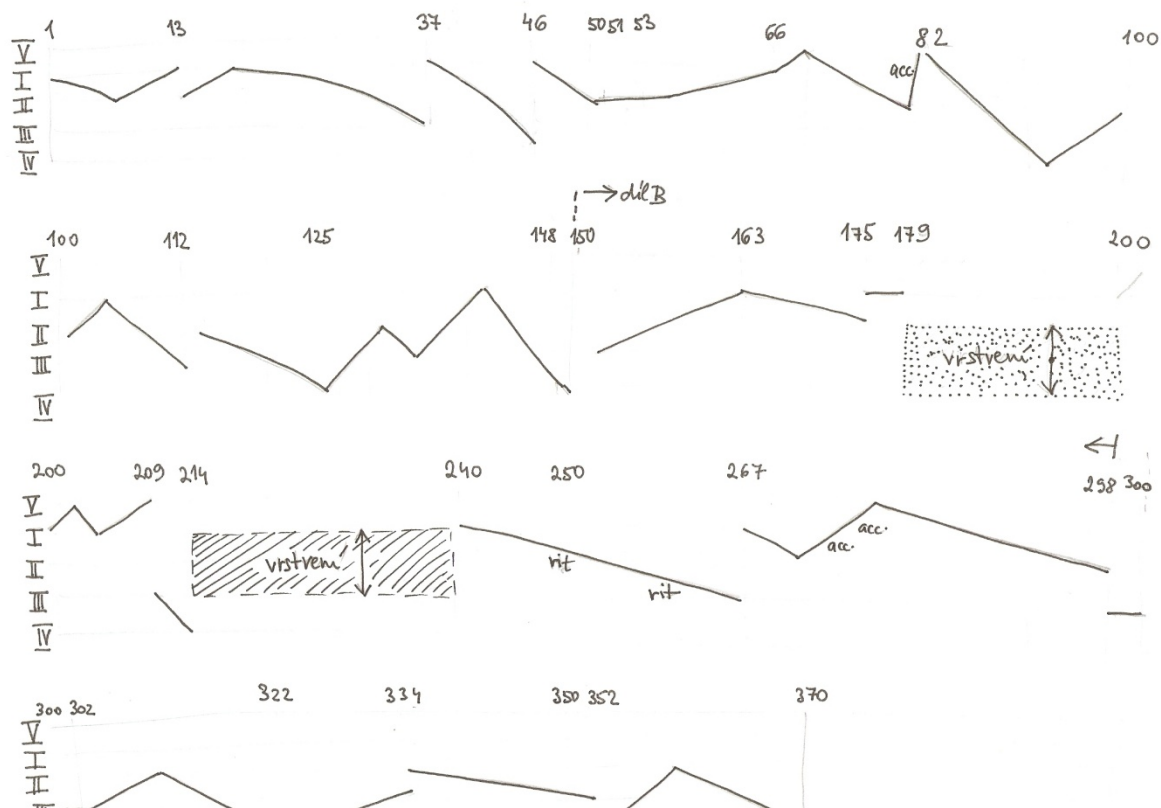 1 13 37 46 50 51 53 66 82 100
V
I
II
III
IV
acc.
→ díl B
100 112 125 148 150 163 175 179 200
V
I
II
III
IV
vrstvení
200 209 214 240 250 267 298 300
V
I
II
III
IV
vrstvení
rit
rit
acc.
acc.
300 302 322 334 350 352 370
V
I
II
III